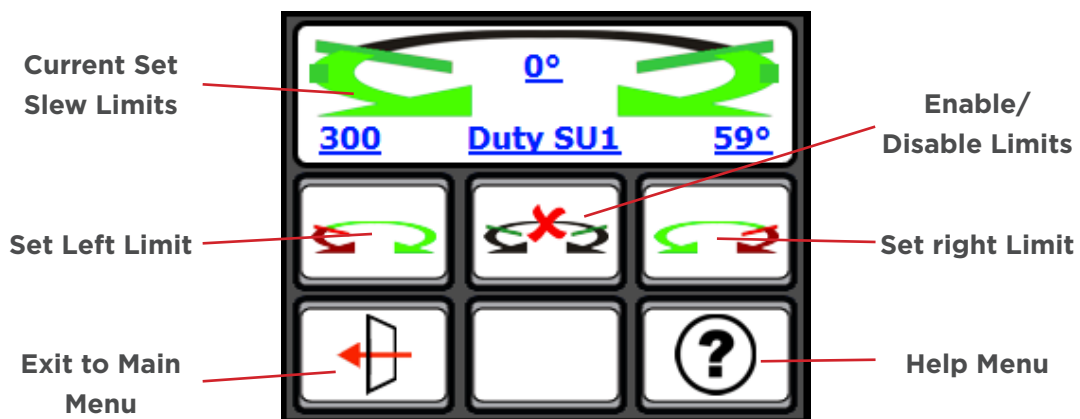 Current Set
Slew Limits
0°
300
Duty SU1
59°
Enable/
Disable Limits
Set Left Limit
Set right Limit
Exit to Main
Menu
?
Help Menu